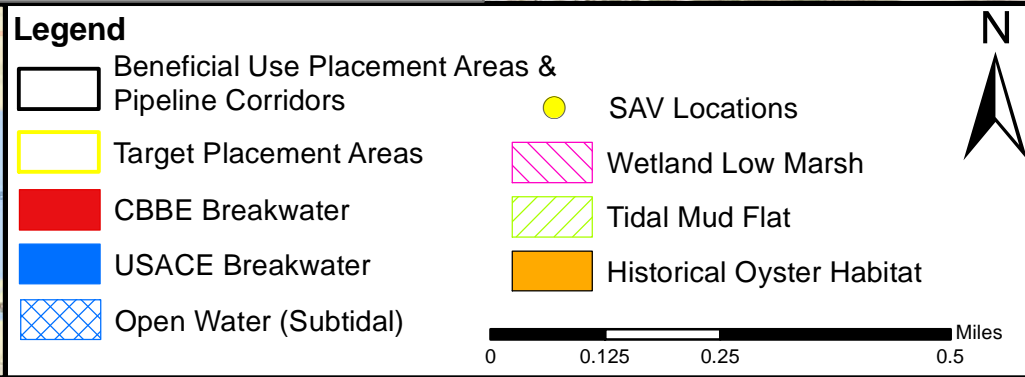 Legend
Beneficial Use Placement Areas &
Pipeline Corridors
Target Placement Areas
CBBE Breakwater
USACE Breakwater
Open Water (Subtidal)
SAV Locations
Wetland Low Marsh
Tidal Mud Flat
Historical Oyster Habitat
N
Miles
0 0.125 0.25 0.5